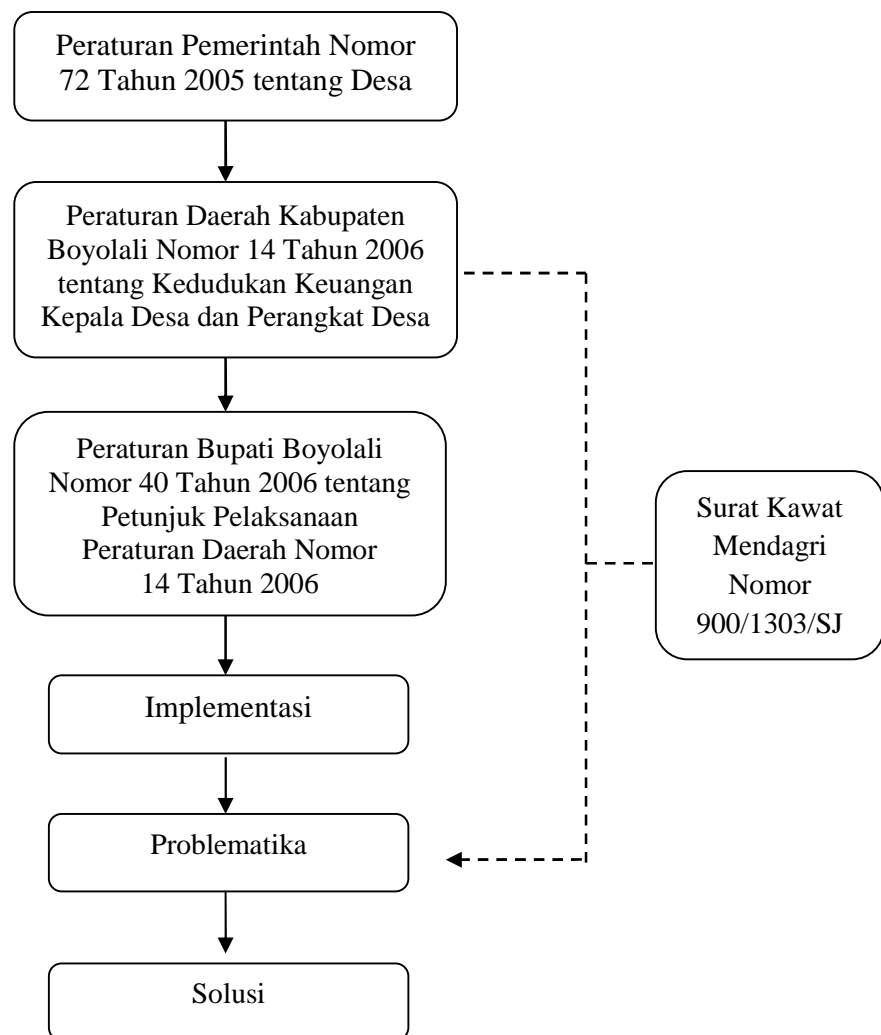 Peraturan Pemerintah Nomor
72 Tahun 2005 tentang Desa
Peraturan Daerah Kabupaten
Boyolali Nomor 14 Tahun 2006
tentang Kedudukan Keuangan
Kepala Desa dan Perangkat Desa
Peraturan Bupati Boyolali
Nomor 40 Tahun 2006 tentang
Petunjuk Pelaksanaan
Peraturan Daerah Nomor
14 Tahun 2006
Surat Kawat
Mendagri
Nomor
900/1303/SJ
Implementasi
Problematika
Solusi